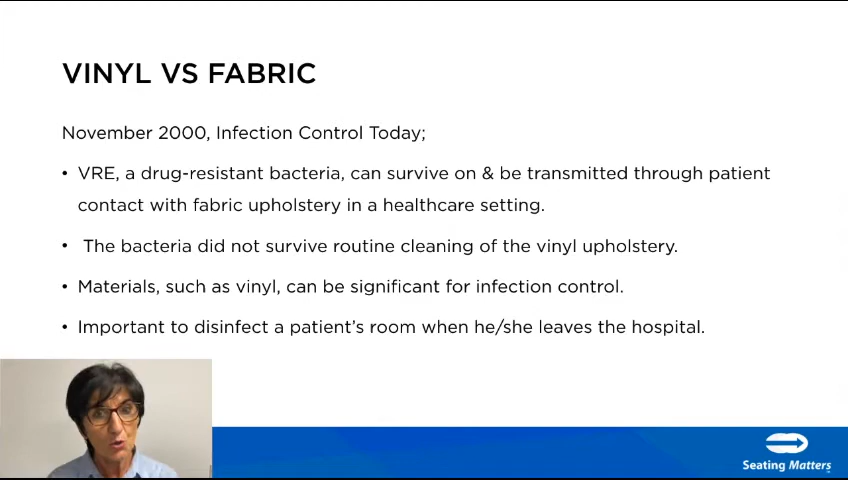 VINYL VS FABRIC
November 2000, Infection Control Today;
• VRE, a drug-resistant bacteria, can survive on & be transmitted through patient
contact with fabric upholstery in a healthcare setting.
• The bacteria did not survive routine cleaning of the vinyl upholstery.
• Materials, such as vinyl, can be significant for infection control.
• Important to disinfect a patient's room when he/she leaves the hospital.
Seating Matters